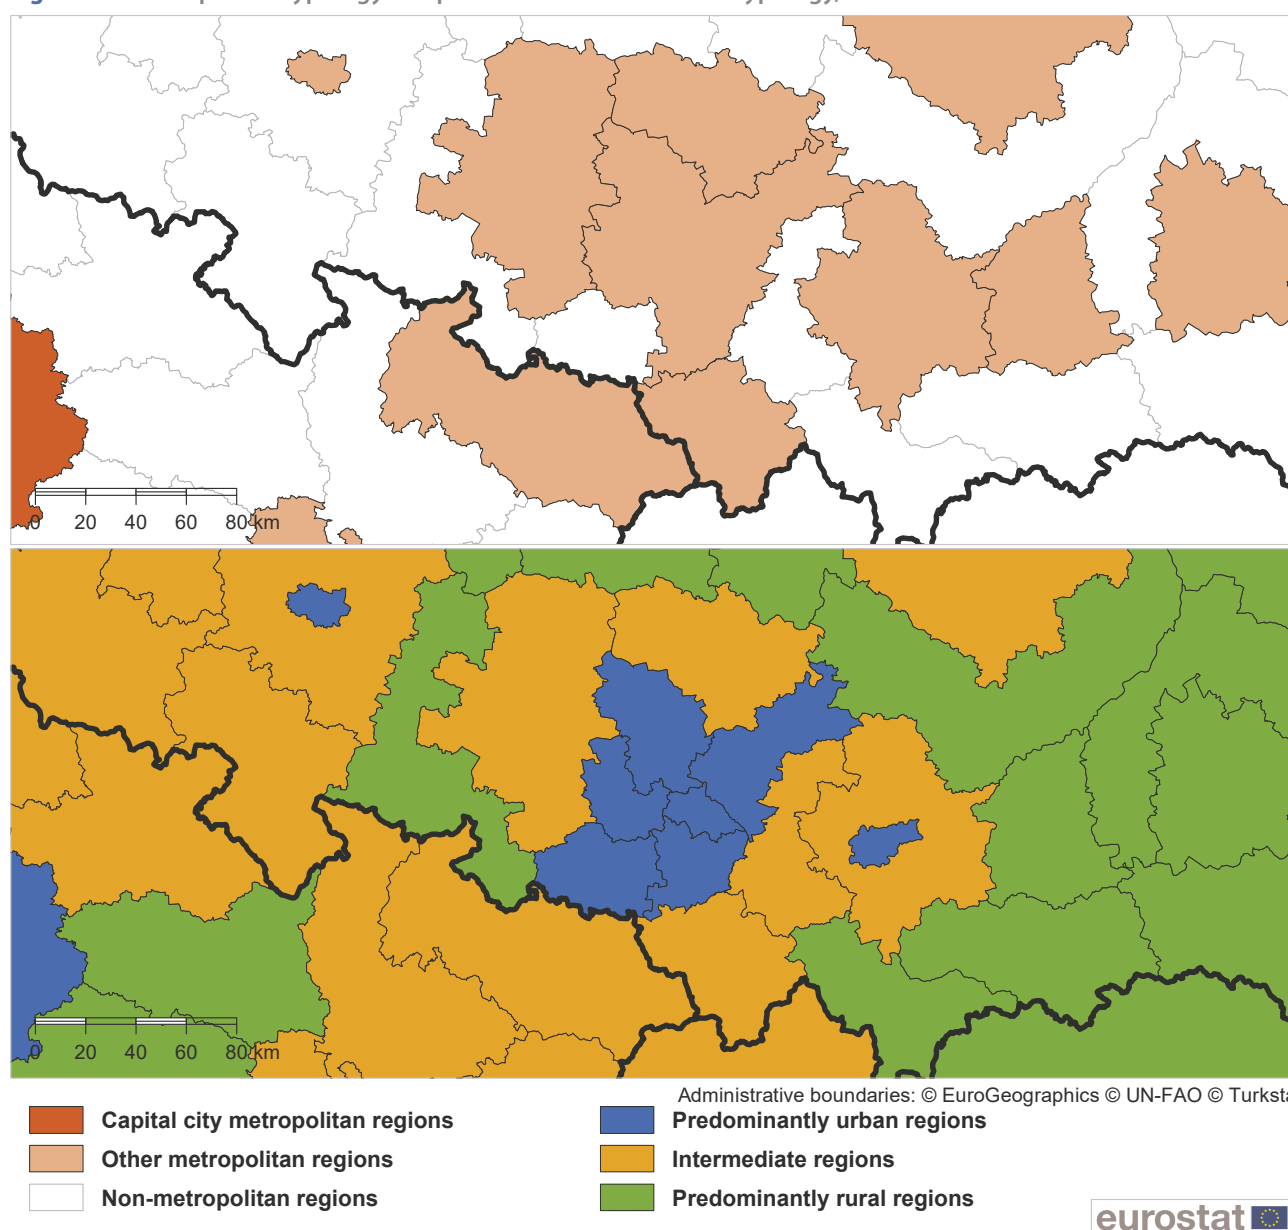 0 20 40 60 80 km
0 20 40 60 80 km
Administrative boundaries: © EuroGeographics © UN-FAO ©
Capital city metropolitan regions
Other metropolitan regions
Non-metropolitan regions
Predominantly urban regions
Intermediate regions
Predominantly rural regions
eurostat